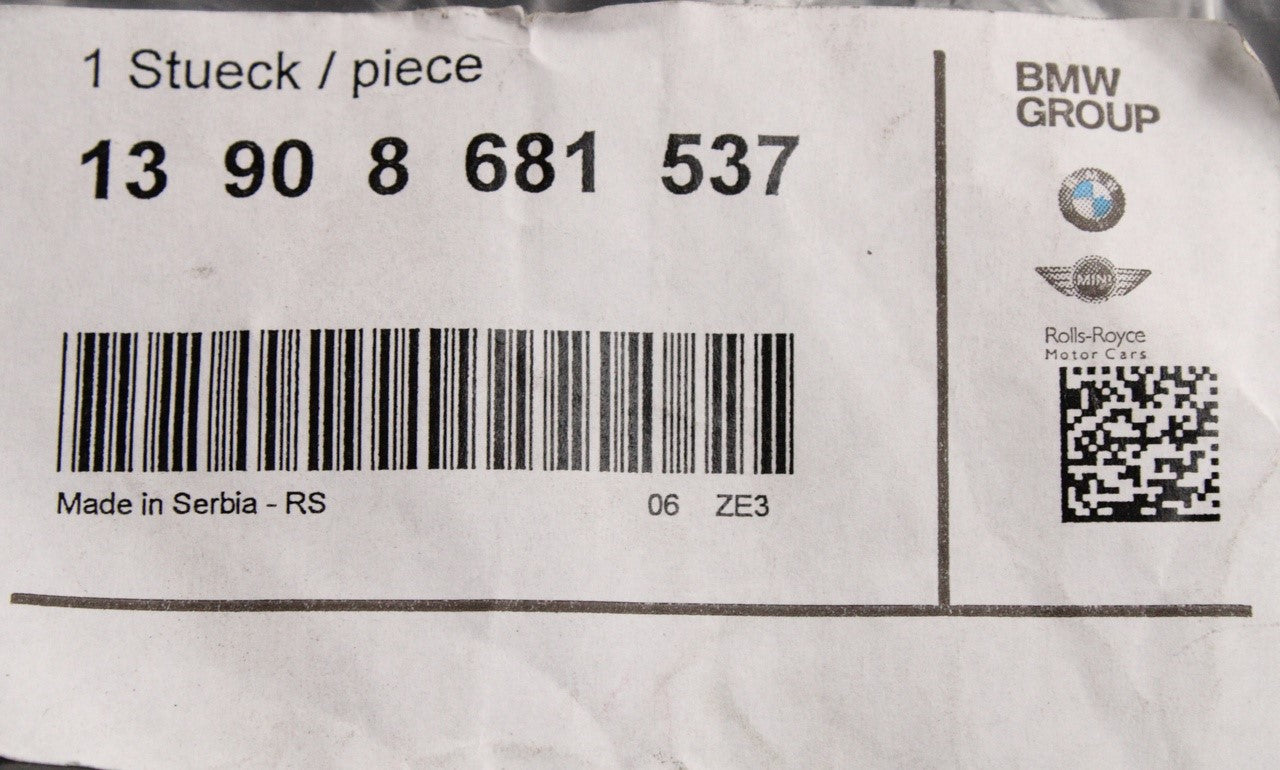 1 Stueck / piece
13 90 8 681 537
Made in Serbia - RS
06 ZE3
BMW
GROUP
MINI
Rolls-Royce
Motor Cars